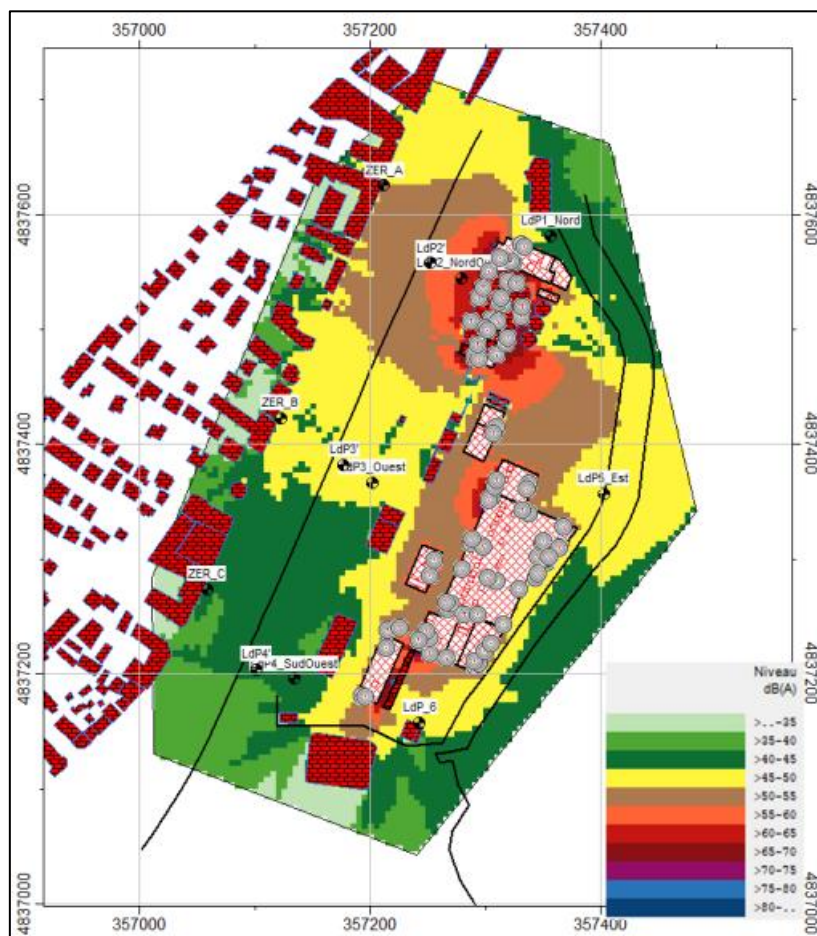 357000 357200 357400
4837600
4837400
4837200
4837000
ZER_A
LdP1_Nord
LdP2'
ZER_B
LdP3'
LdP5_Est
ZER_C
LdP4'
LdP_6
Niveau
dB(A)
>..-35
>35-40
>40-45
>45-50
>50-55
>55-60
>60-65
>65-70
>70-75
>75-80
>80-..
4837600
4837400
4837200
4837000
357000 357200 357400